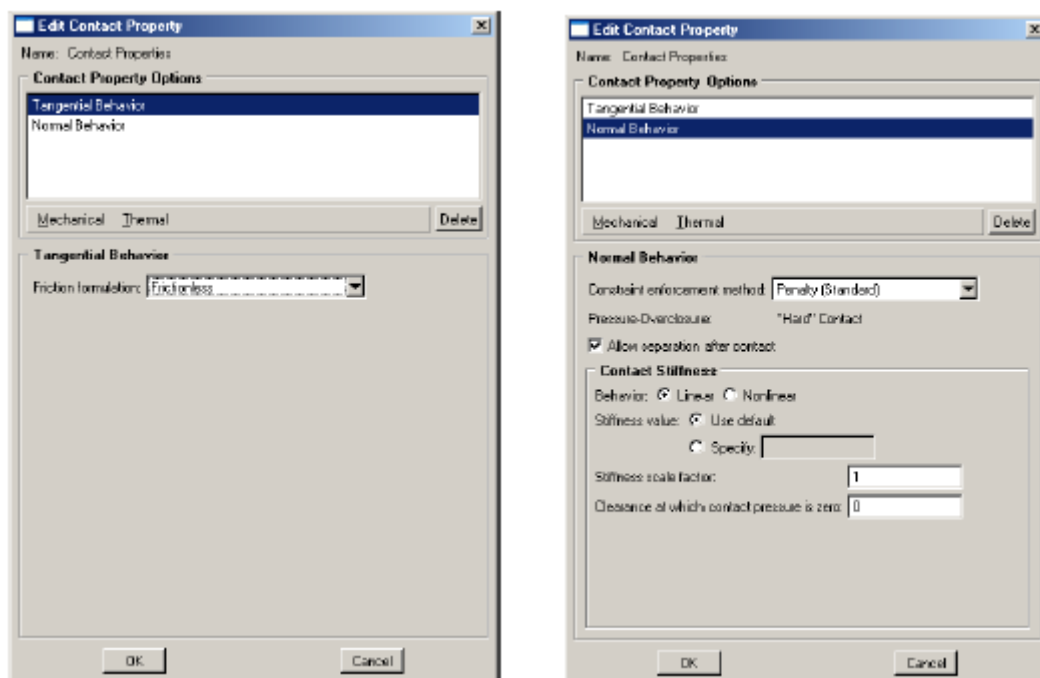 Edit Contact Property
Name: Contact Properties
Contact Property Options
Tangential Behavior
Normal Behavior
Mechanical Thermal Delete
Tangential Behavior
Friction formulation: Frictionless
OK Cancel
Edit Contact Property
Name: Contact Properties
Contact Property Options
Tangential Behavior
Normal Behavior
Mechanical Thermal Delete
Normal Behavior
Constraint enforcement method: Penalty (Standard)
Pressure-Overclosure: "Hard" Contact
Allow separation after contact
Contact Stiffness
Behavior: Linear Nonlinear
Stiffness value: Use default
Specify:
Stiffness scale factor: 1
Clearance at which contact pressure is zero: 0
OK Cancel